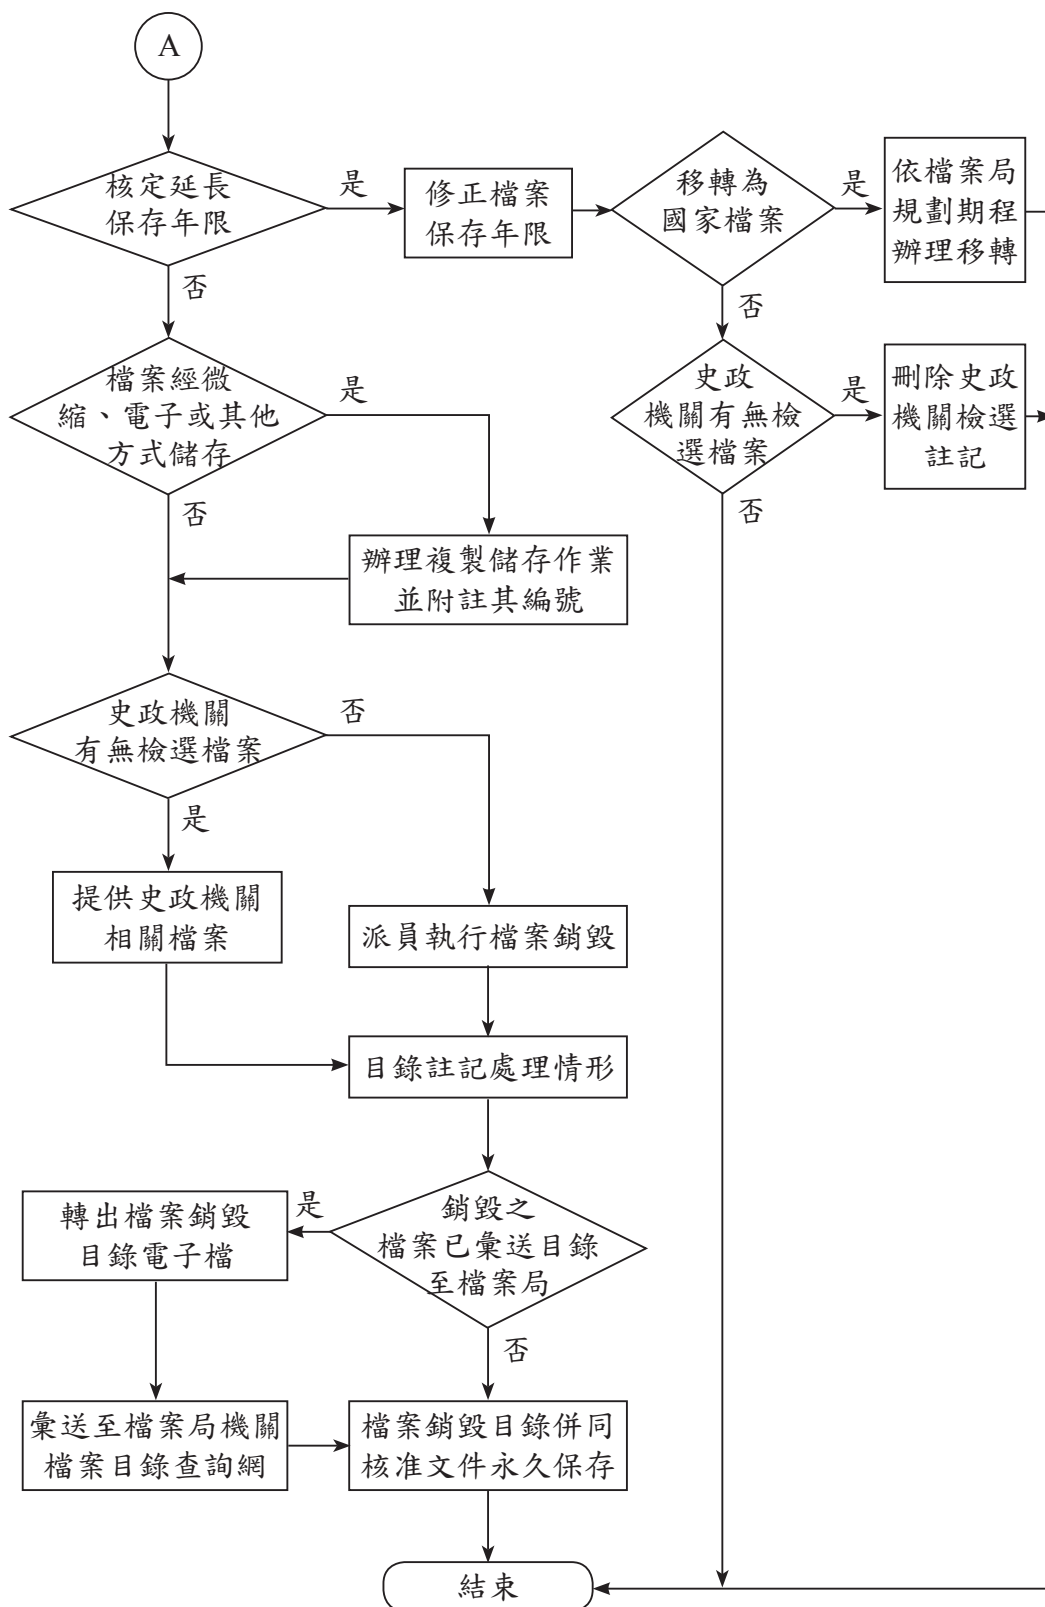 A
核定延長
保存年限
是
修正檔案
保存年限
移轉為
國家檔案
是
依檔案局
規劃期程
辦理移轉
否
否
檔案經微
縮、電子或其他
方式儲存
是
史政
機關有無檢
選檔案
是
刪除史政
機關檢選
註記
否
否
辦理複製儲存作業
並附註其編號
史政機關
有無檢選檔案
否
是
提供史政機關
相關檔案
派員執行檔案銷毀
目錄註記處理情形
銷毀之
檔案已彙送目錄
至檔案局
是
轉出檔案銷毀
目錄電子檔
否
彙送至檔案局機關
檔案目錄查詢網
檔案銷毀目錄併同
核准文件永久保存
結束